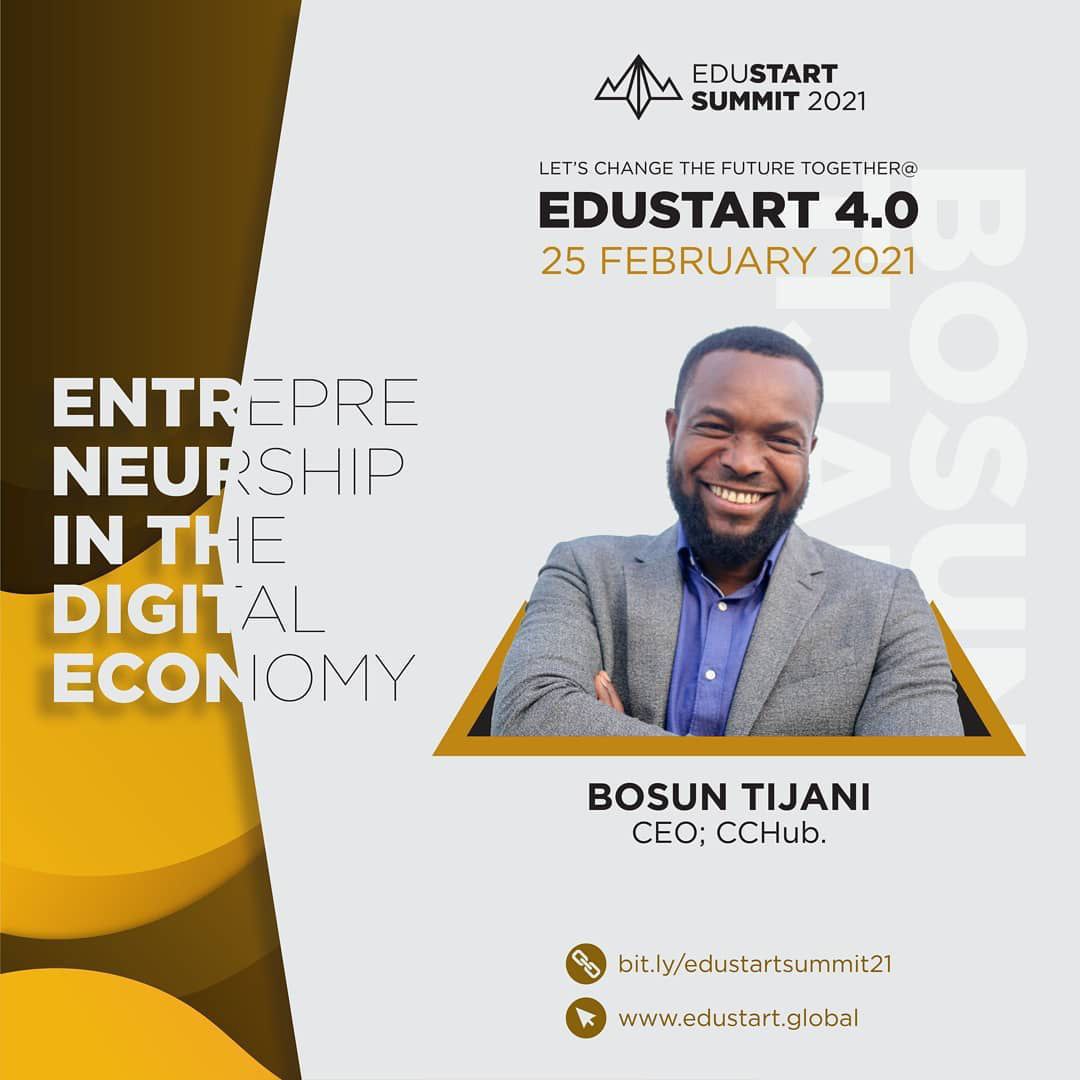 EDUSTART
SUMMIT 2021
LET'S CHANGE THE FUTURE TOGETHER@
EDUSTART 4.0
25 FEBRUARY 2021
ENTREPRE
NEURSHIP
IN THE
DIGITAL
ECONOMY
BOSUN
BOSUN TIJANI
CEO; CCHub.
bit.ly/edustartsummit21
www.edustart.global